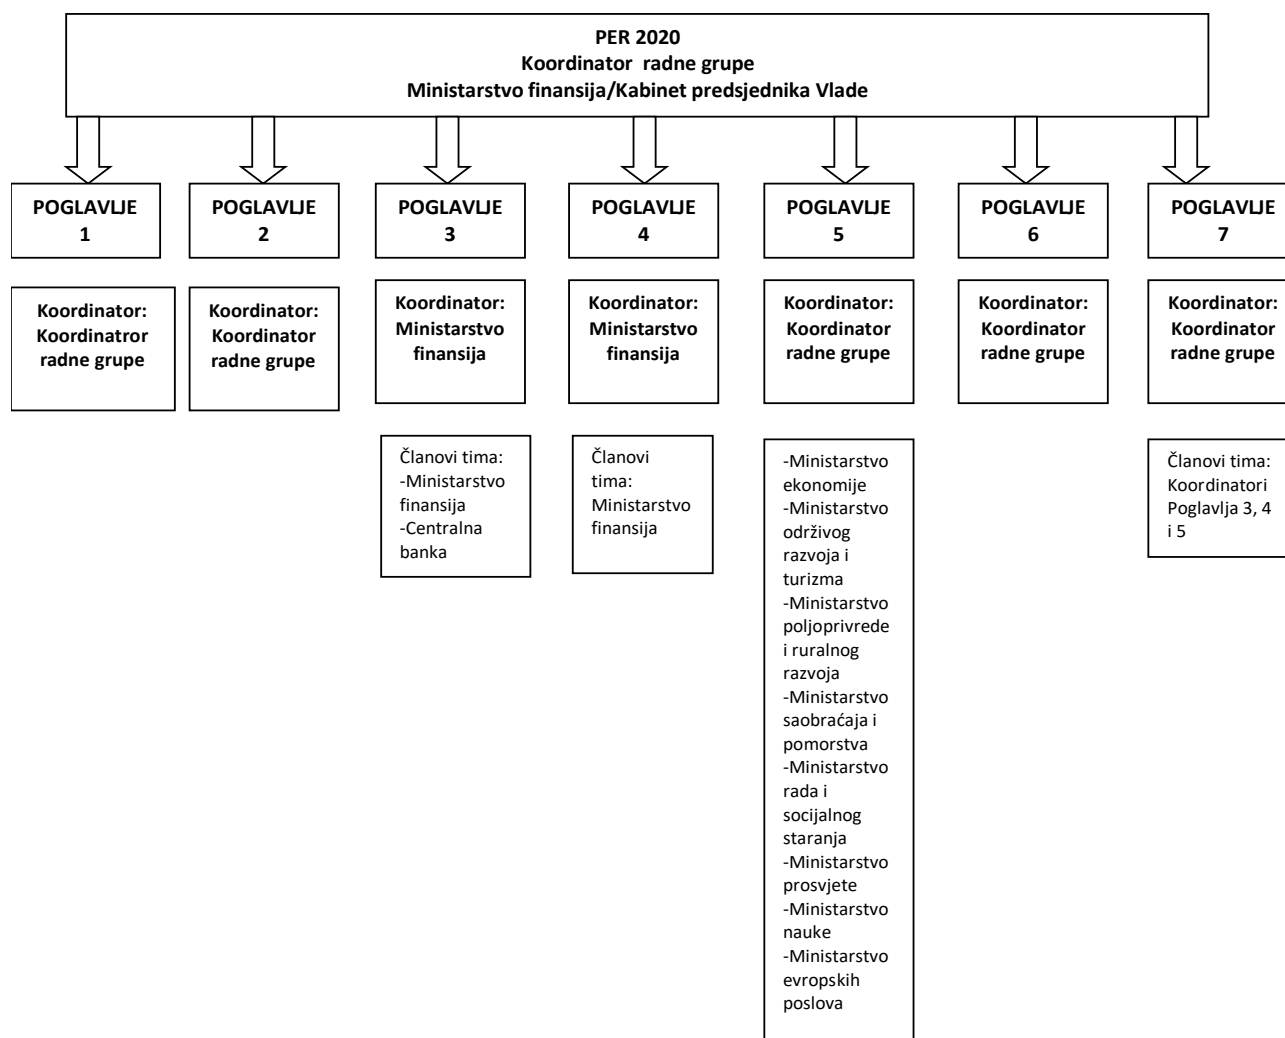 PER 2020
Koordinator radne grupe
Ministarstvo finansija/Kabinet predsjednika Vlade
POGLAVLJE
1
POGLAVLJE
2
POGLAVLJE
3
POGLAVLJE
4
POGLAVLJE
5
POGLAVLJE
6
POGLAVLJE
7
Koordinator:
Koordinatror
radne grupe
Koordinator:
Koordinator
radne grupe
Koordinator:
Ministarstvo
finansija
Koordinator:
Ministarstvo
finansija
Koordinator:
Koordinator
radne grupe
Koordinator:
Koordinator
radne grupe
Koordinator:
Koordinator
radne grupe
Članovi tima:
-Ministarstvo
finansija
-Centralna
banka
Članovi
tima:
Ministarstvo
finansija
-Ministarstvo
ekonomije
-Ministarstvo
održivog
razvoja i
turizma
-Ministarstvo
poljoprivrede
i ruralnog
razvoja
-Ministarstvo
saobraćaja i
pomorstva
-Ministarstvo
rada i
socijalnog
staranja
-Ministarstvo
prosvjete
-Ministarstvo
nauke
-Ministarstvo
evropskih
poslova
Članovi tima:
Koordinatori
Poglavlja 3, 4
i 5